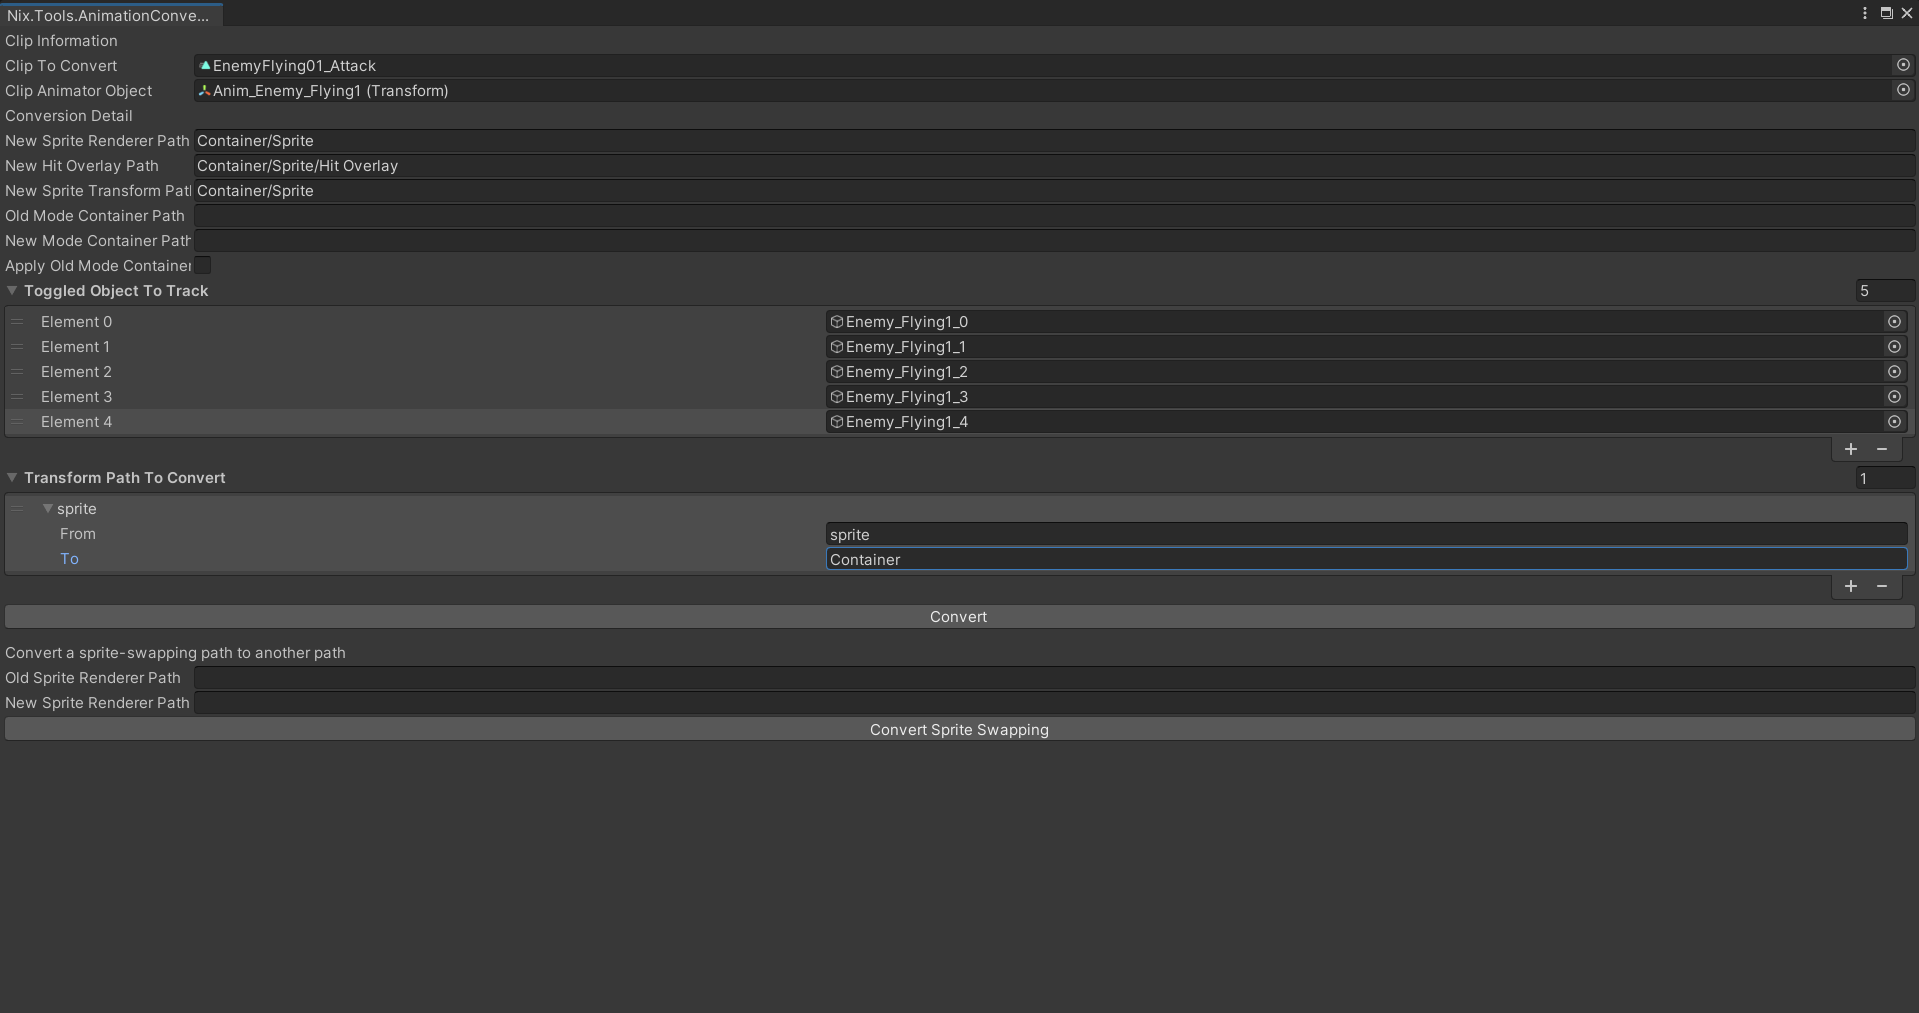 Nix.Tools.AnimationConve...
Clip Information
Clip To Convert EnemyFlying01_Attack
Clip Animator Object Anim_Enemy_Flying1 (Transform)
Conversion Detail
New Sprite Renderer Path Container/Sprite
New Hit Overlay Path Container/Sprite/Hit Overlay
New Sprite Transform Path Container/Sprite
Old Mode Container Path
New Mode Container Path
Apply Old Mode Container
Toggled Object To Track 5
Element 0 Enemy_Flying1_0
Element 1 Enemy_Flying1_1
Element 2 Enemy_Flying1_2
Element 3 Enemy_Flying1_3
Element 4 Enemy_Flying1_4
Transform Path To Convert 1
sprite
From sprite
To Container
Convert
Convert a sprite-swapping path to another path
Old Sprite Renderer Path
New Sprite Renderer Path
Convert Sprite Swapping